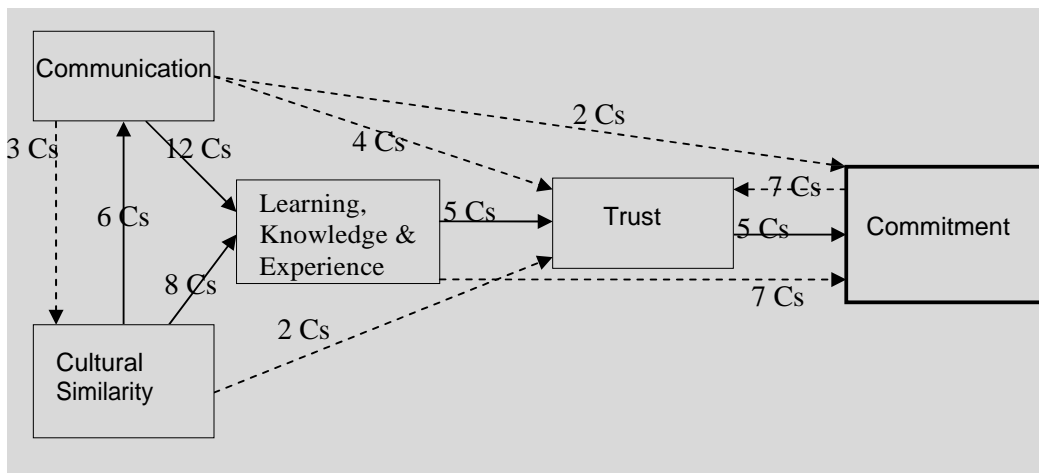 Communication
2 Cs
3 Cs
12 Cs
4 Cs
7 Cs
6 Cs
Learning,
Knowledge &
Experience
5 Cs
Trust
5 Cs
Commitment
8 Cs
7 Cs
2 Cs
Cultural
Similarity